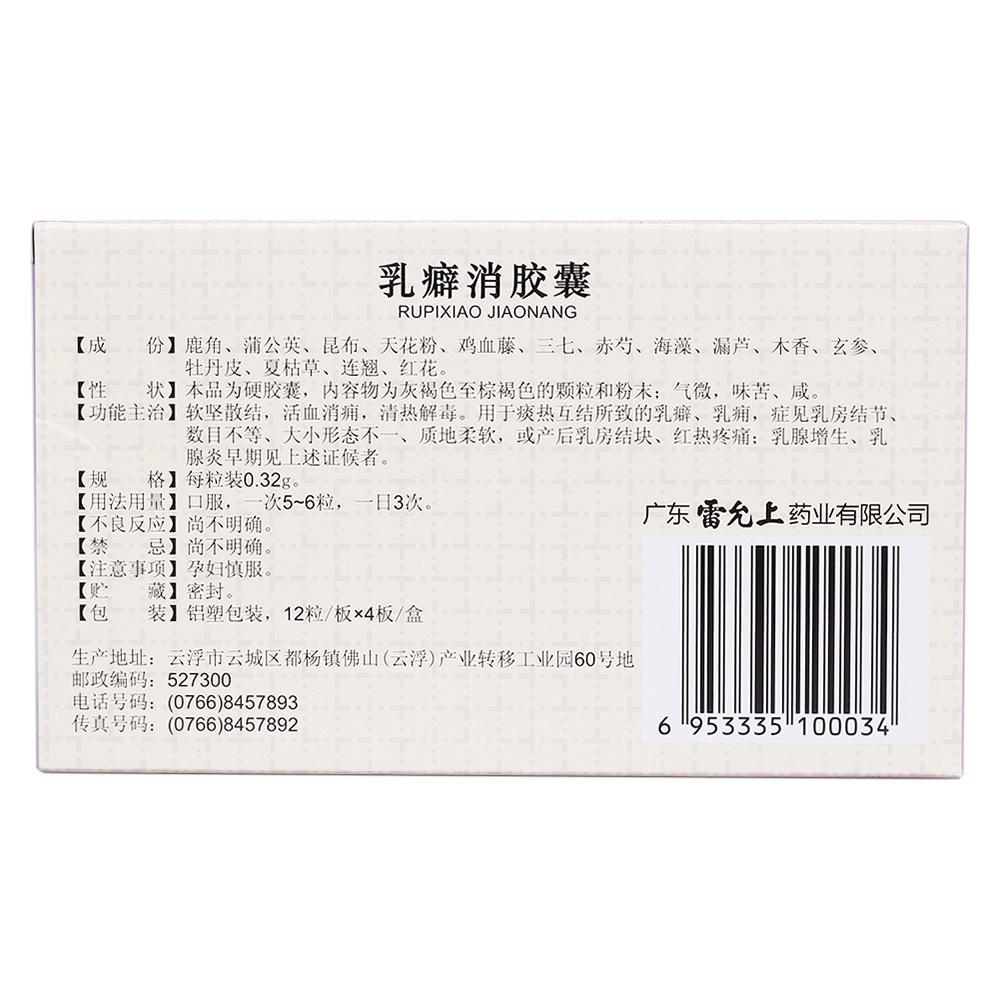 乳癖消胶囊
RUPIXIAO JIAONANG
【成　份】鹿角、蒲公英、昆布、天花粉、鸡血藤、三七、赤芍、海藻、漏芦、木香、玄参、
牡丹皮、夏枯草、连翘、红花。
【性　状】本品为硬胶囊，内容物为灰褐色至棕褐色的颗粒和粉末；气微，味苦、咸。
【功能主治】软坚散结，活血消痈，清热解毒。用于痰热互结所致的乳癖、乳痈，症见乳房结节、
数目不等、大小形态不一、质地柔软，或产后乳房结块、红热疼痛；乳腺增生、乳
腺炎早期见上述证候者。
【规　格】每粒装0.32g。
【用法用量】口服，一次5~6粒，一日3次。
【不良反应】尚不明确。
【禁　忌】尚不明确。
【注意事项】孕妇慎服。
【贮　藏】密封。
【包　装】铝塑包装，12粒/板×4板/盒
生产地址：云浮市云城区都杨镇佛山(云浮)产业转移工业园60号地
邮政编码：527300
电话号码：(0766)8457893
传真号码：(0766)8457892
广东 雷允上 药业有限公司
6 953335 100034